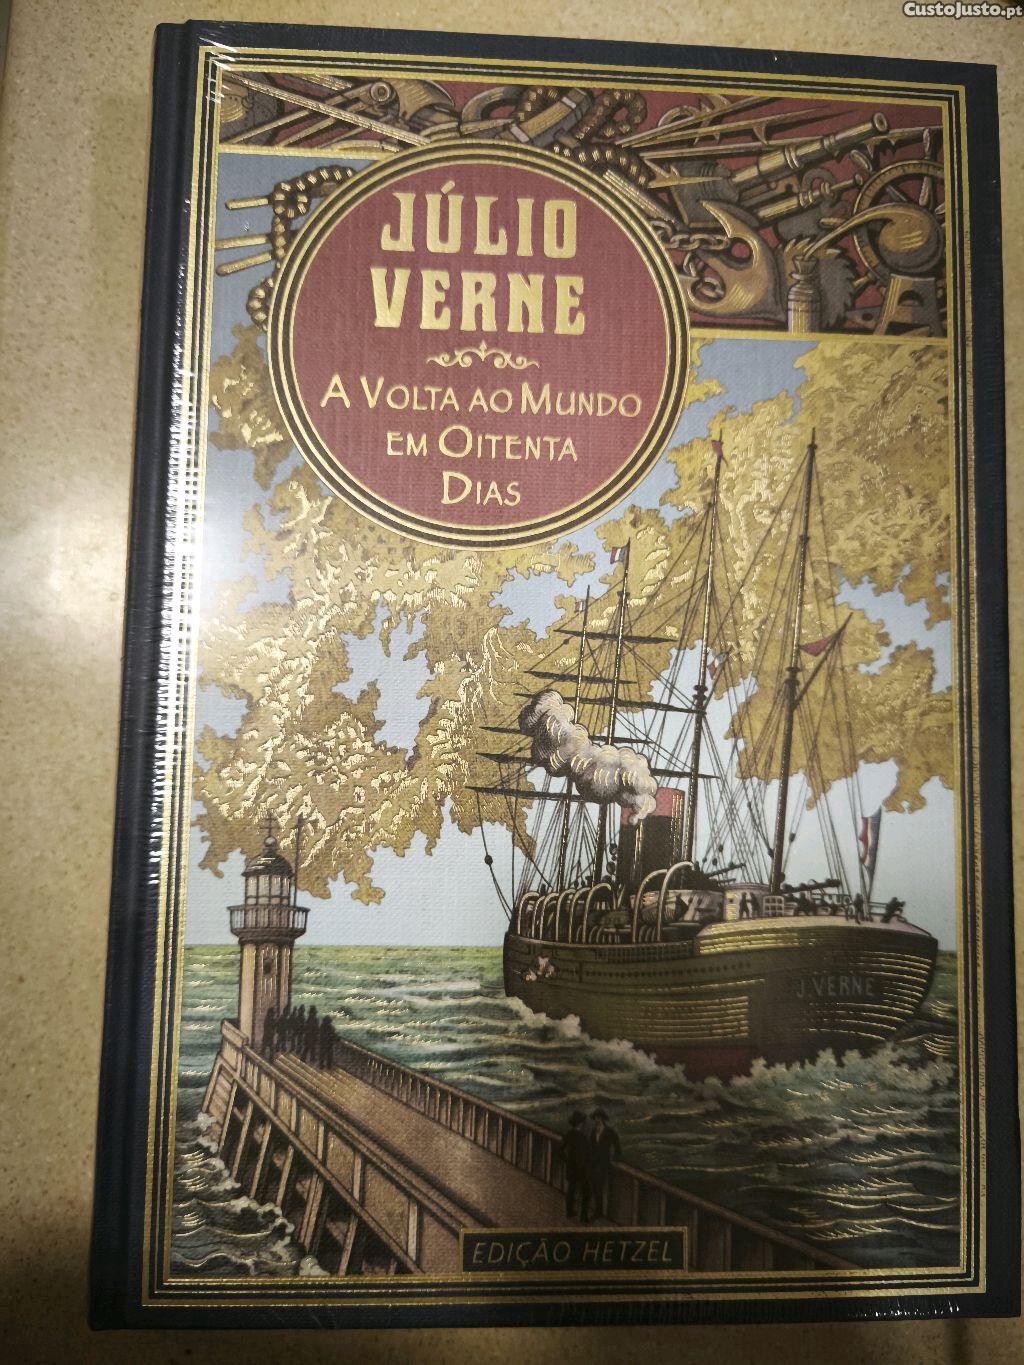 CustoJusto.pt
JÚLIO
VERNE
A VOLTA AO MUNDO
EM OITENTA
DIAS
J. VERNE
EDIÇÃO HETZEL